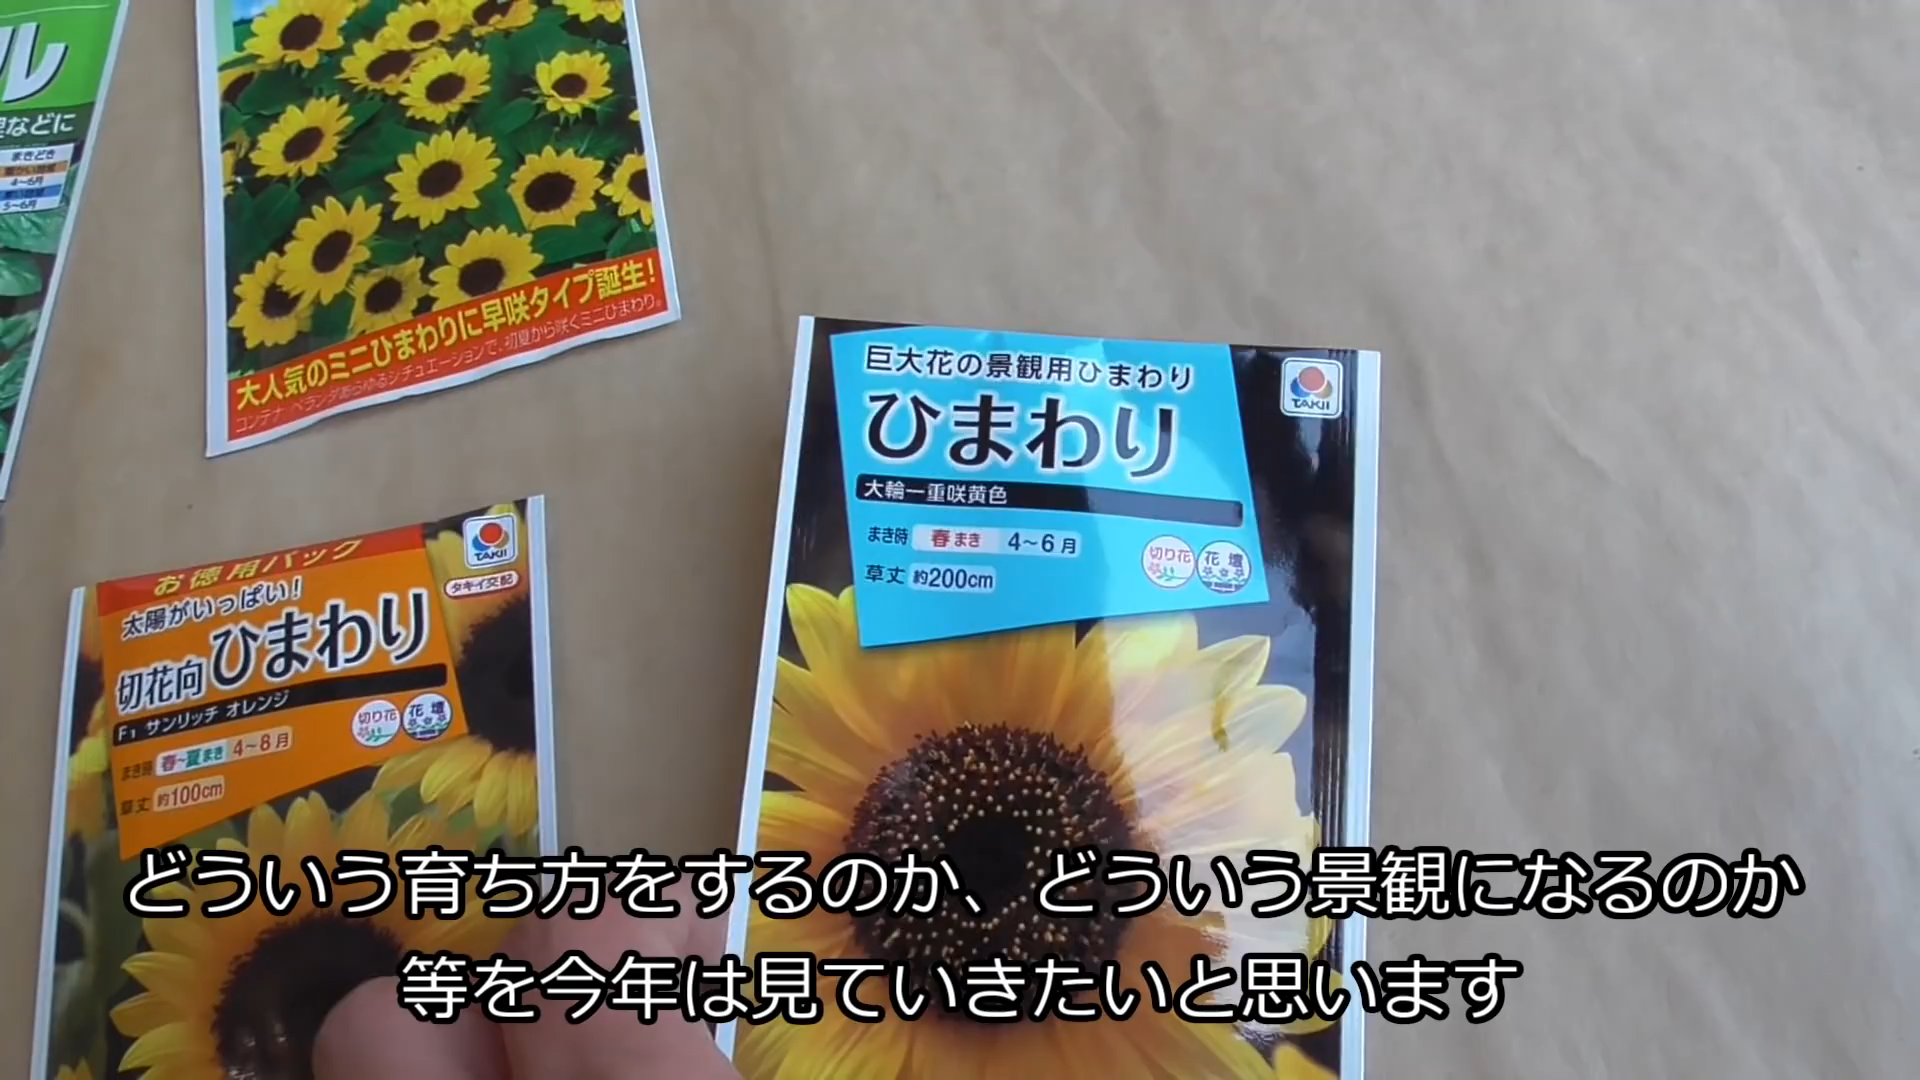 ル
などに
まきどき
4〜6月
5〜6月
大人気のミニひまわりに早咲タイプ誕生!
コンテナ ベランダあらゆるシチュエーションで、初夏から咲くミニひまわり。
お徳用パック
太陽がいっぱい!
切花向ひまわり
F1 サンリッチ オレンジ
まき時 春〜夏まき 4〜8月
草丈 約100cm
切り花
花壇
TAKII
タキイ交配
巨大花の景観用ひまわり
ひまわり
大輪一重咲黄色
まき時 春まき 4〜6月
草丈 約200cm
切り花
花壇
TAKII
どういう育ち方をするのか、どういう景観になるのか
等を今年は見ていきたいと思います